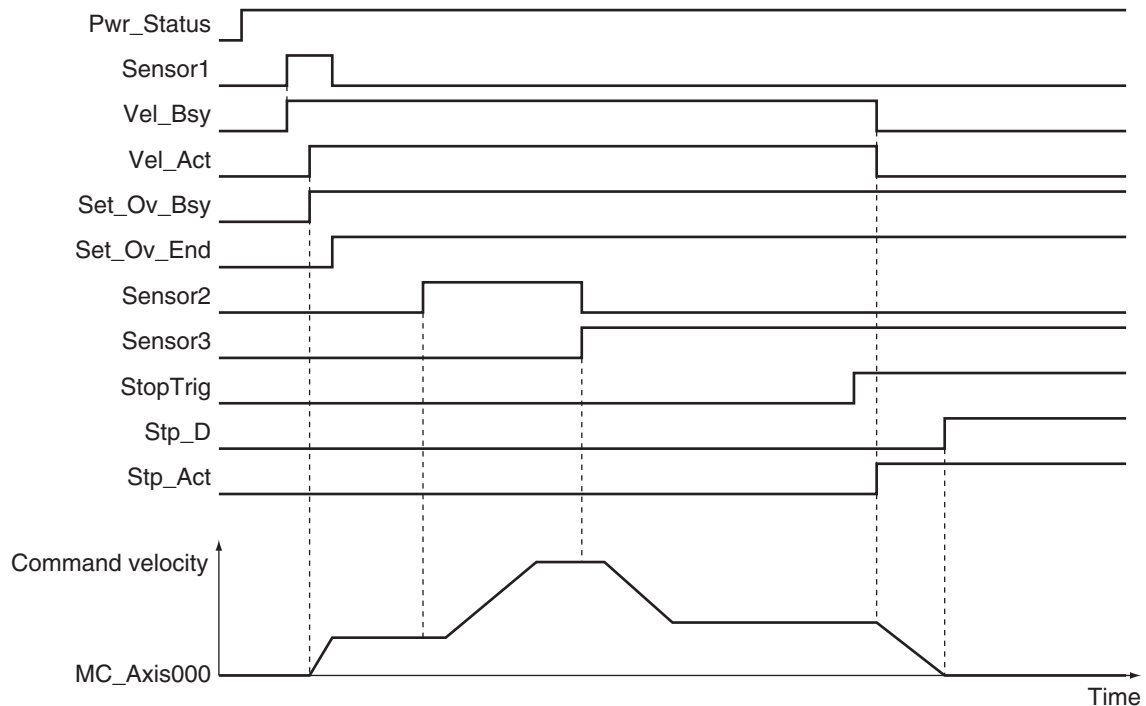 Pwr_Status
Sensor1
Vel_Bsy
Vel_Act
Set_Ov_Bsy
Set_Ov_End
Sensor2
Sensor3
StopTrig
Stp_D
Stp_Act
Command velocity
MC_Axis000
Time